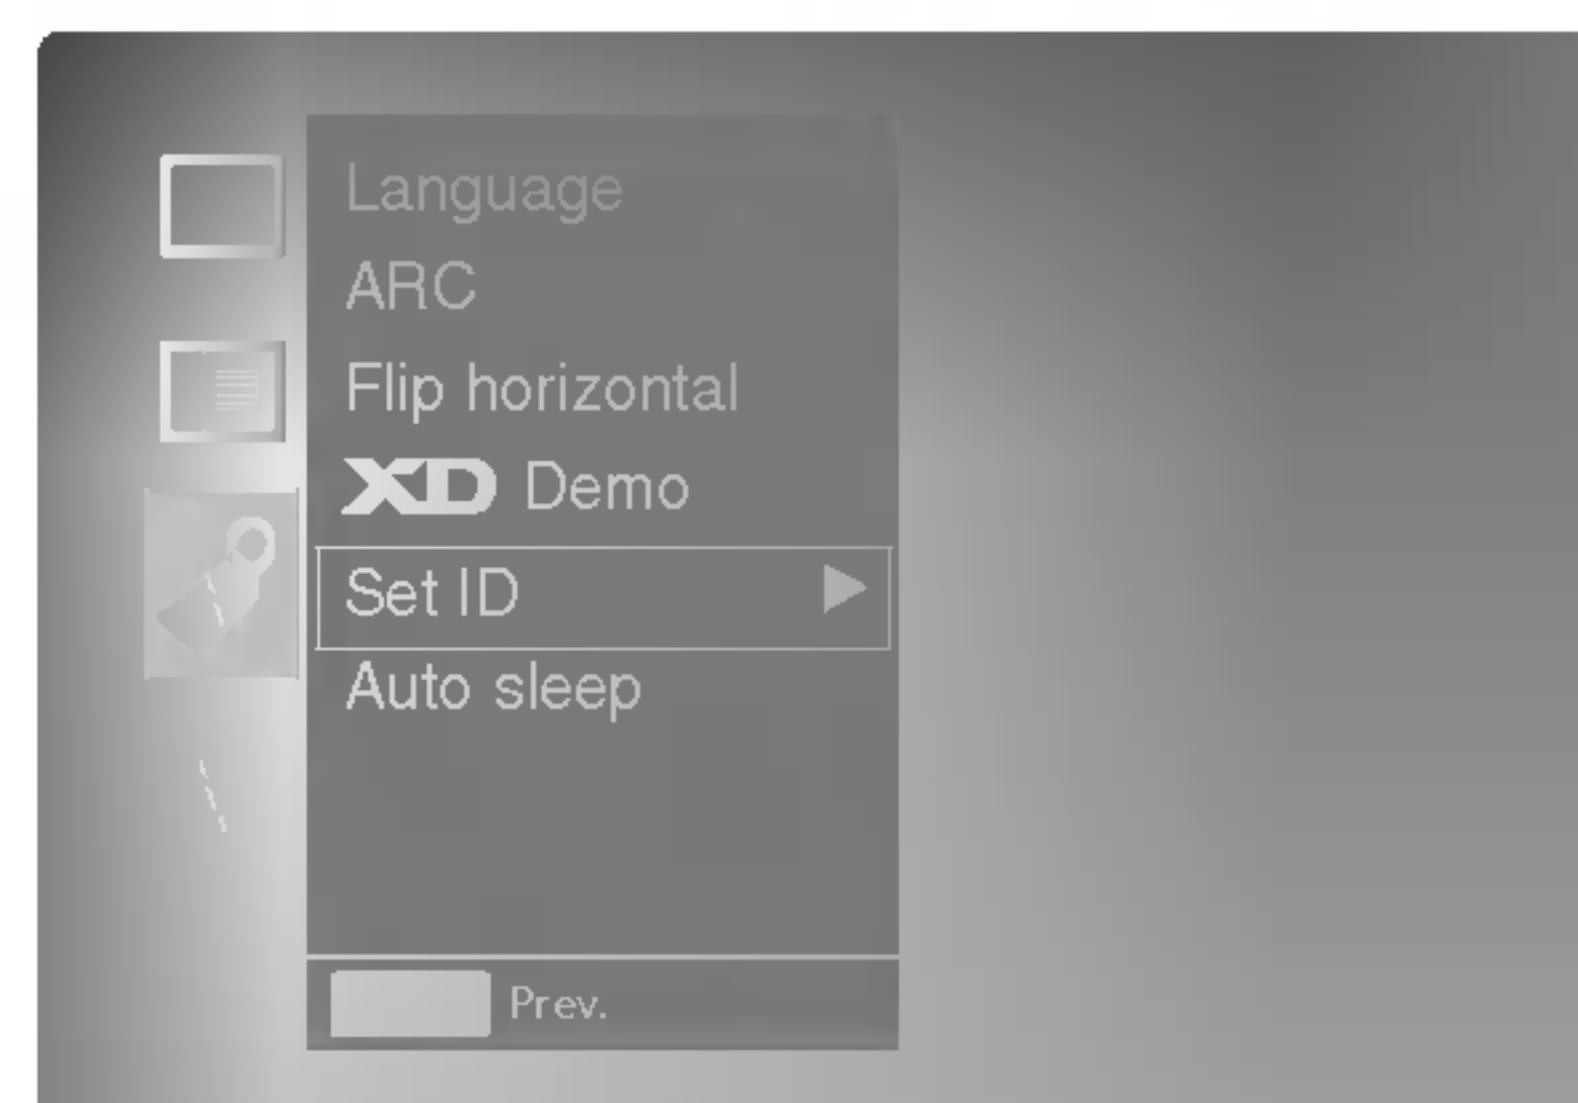 Language
ARC
Flip horizontal
XD Demo
Set ID
Auto sleep
Prev.